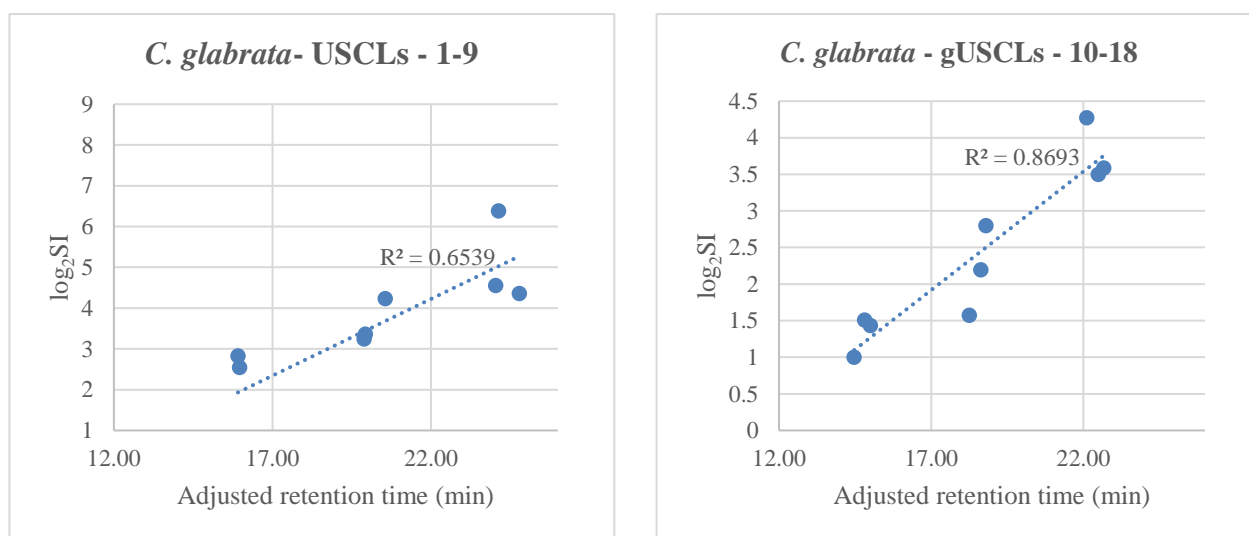 C. glabrata- USCLs - 1-9
9
8
7
6
5
4
3
2
1
log₂SI
R² = 0.6539
12.00 17.00 22.00
Adjusted retention time (min)
C. glabrata - gUSCLs - 10-18
4.5
4
3.5
3
2.5
2
1.5
1
0.5
0
log₂SI
R² = 0.8693
12.00 17.00 22.00
Adjusted retention time (min)